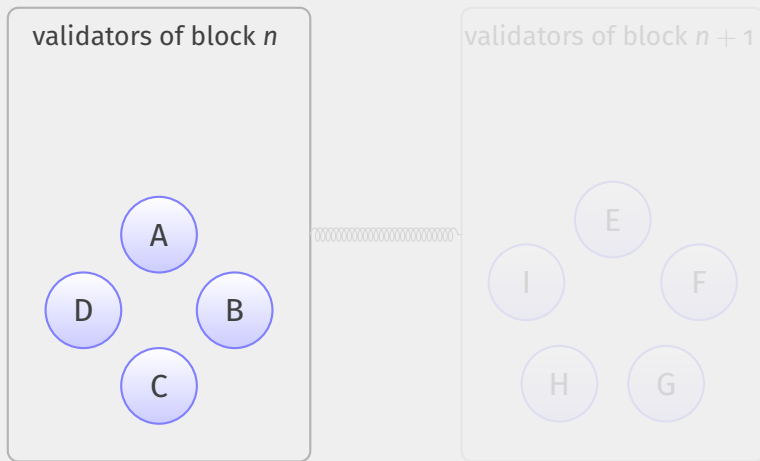 validators of block n
validators of block n + 1
A
D
B
C
E
I
F
H
G